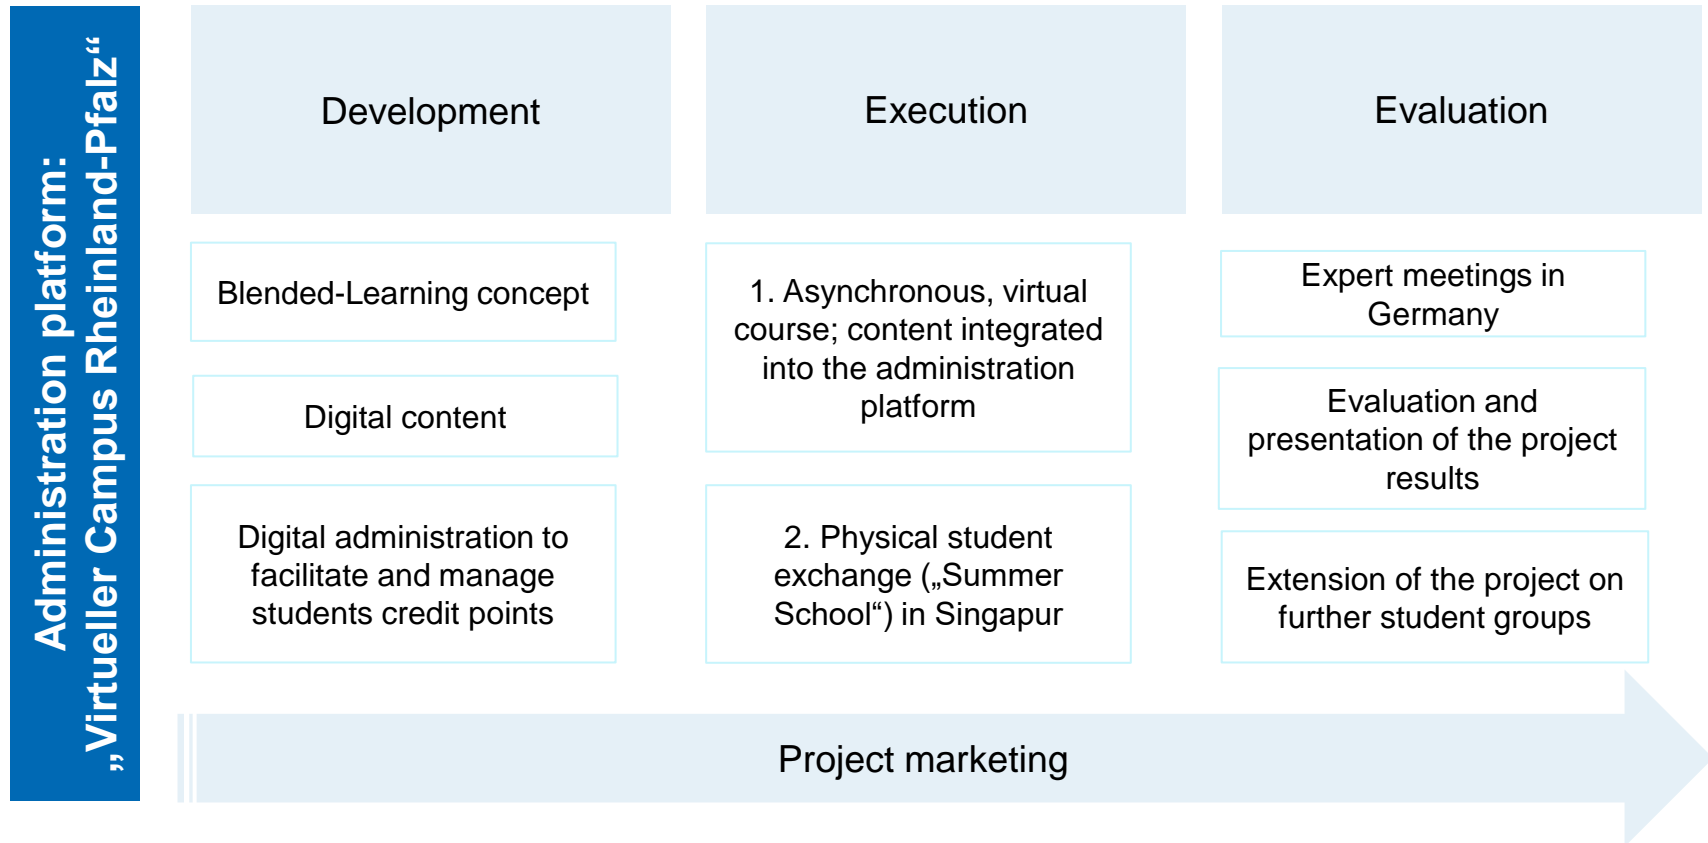 Administration platform:
„Virtueller Campus Rheinland-Pfalz“
Development
Blended-Learning concept
Digital content
Digital administration to
facilitate and manage
students credit points
Execution
1. Asynchronous, virtual
course; content integrated
into the administration
platform
2. Physical student
exchange („Summer
School“) in Singapur
Evaluation
Expert meetings in
Germany
Evaluation and
presentation of the project
results
Extension of the project on
further student groups
Project marketing